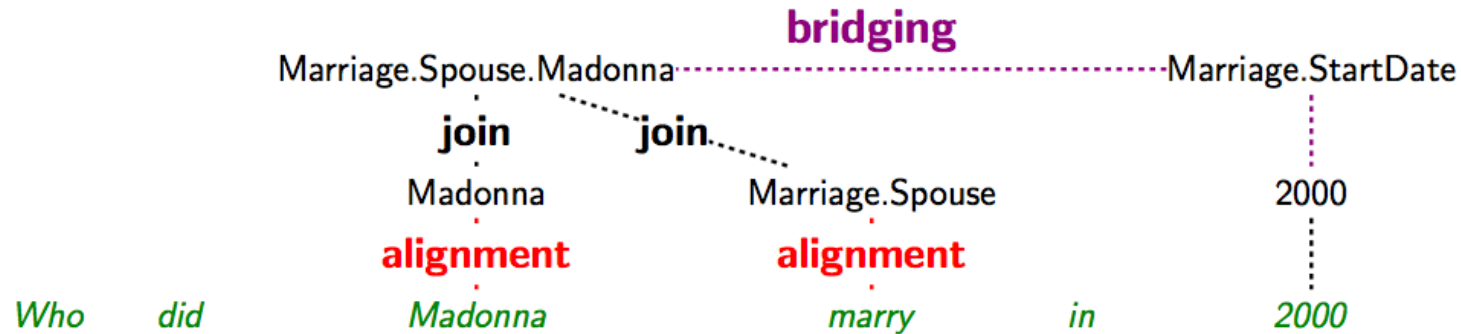 bridging
Marriage.Spouse.Madonna Marriage.StartDate
join join
Madonna Marriage.Spouse 2000
alignment alignment
Who did Madonna marry in 2000